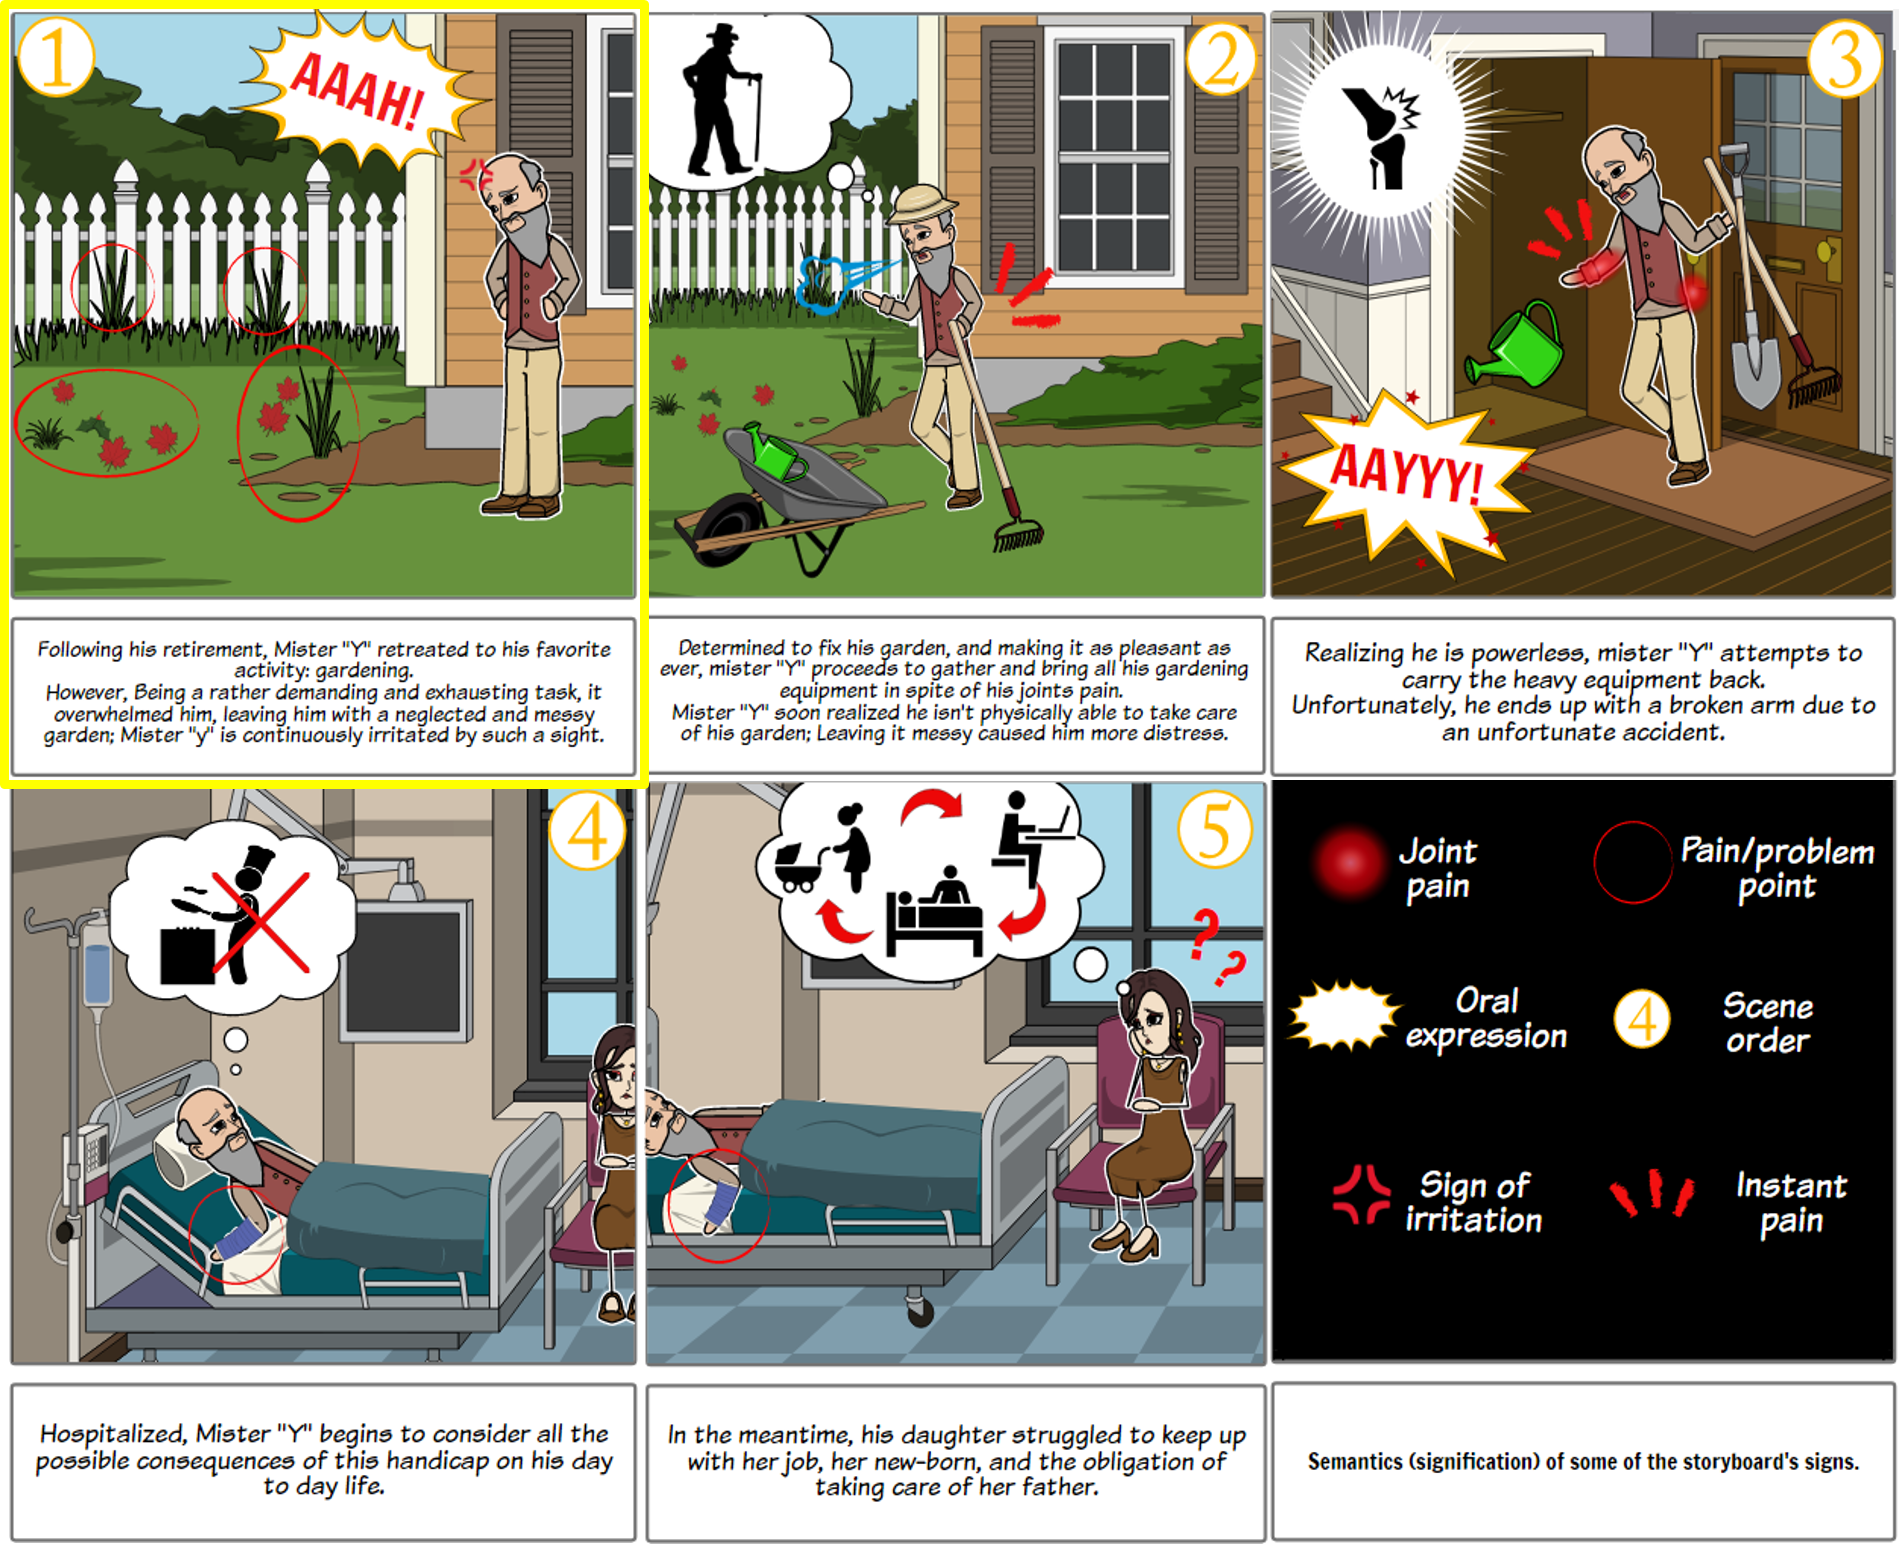 1
AAAH!
2
3
AAYYY!
Following his retirement, Mister "Y" retreated to his favorite
activity: gardening.
However, Being a rather demanding and exhausting task, it
overwhelmed him, leaving him with a neglected and messy
garden; Mister "y" is continuously irritated by such a sight.
Determined to fix his garden, and making it as pleasant as
ever, mister "Y" proceeds to gather and bring all his gardening
equipment in spite of his joints pain.
Mister "Y" soon realized he isn't physically able to take care
of his garden; Leaving it messy caused him more distress.
Realizing he is powerless, mister "Y" attempts to
carry the heavy equipment back.
Unfortunately, he ends up with a broken arm due to
an unfortunate accident.
4
5
? ?
Joint
pain
Pain/problem
point
Oral
expression
4
Scene
order
Sign of
irritation
Instant
pain
Hospitalized, Mister "Y" begins to consider all the
possible consequences of this handicap on his day
to day life.
In the meantime, his daughter struggled to keep up
with her job, her new-born, and the obligation of
taking care of her father.
Semantics (signification) of some of the storyboard's signs.